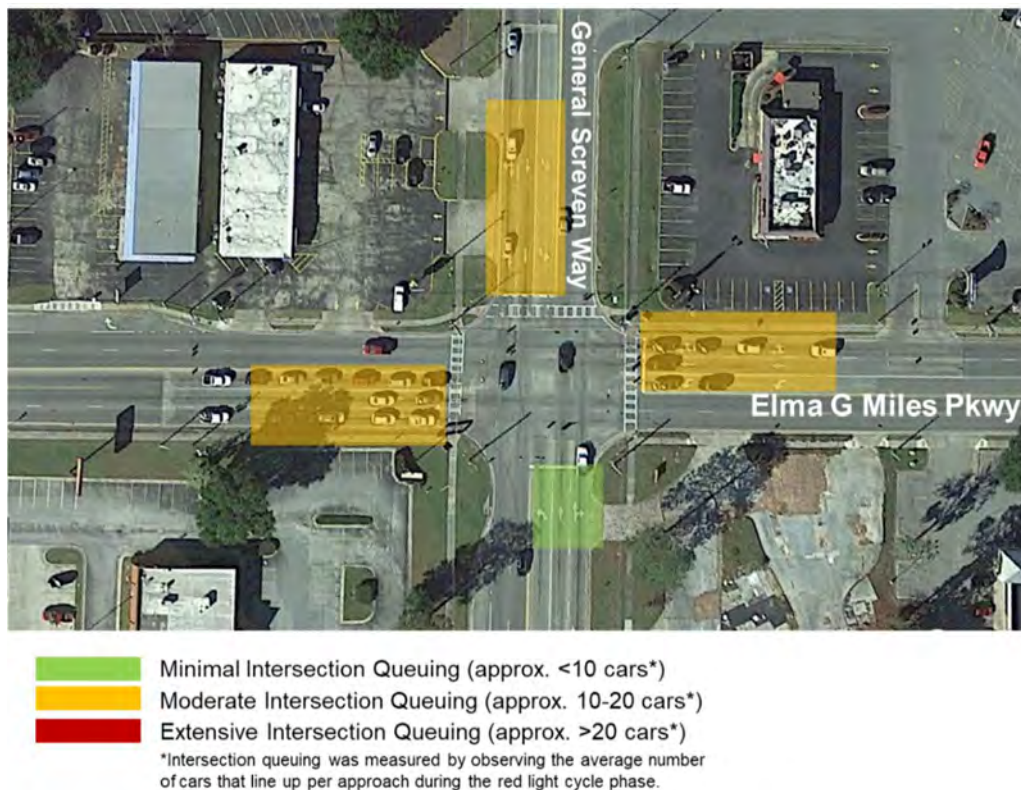 General Screven Way
Elma G Miles Pkwy
Minimal Intersection Queuing (approx. <10 cars*)
Moderate Intersection Queuing (approx. 10-20 cars*)
Extensive Intersection Queuing (approx. >20 cars*)
*Intersection queuing was measured by observing the average number
of cars that line up per approach during the red light cycle phase.